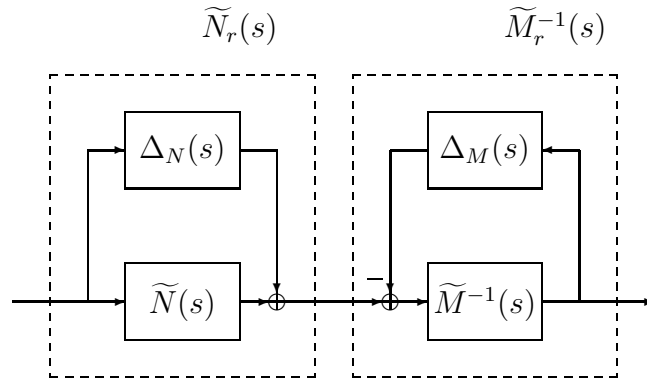 Ñ_r(s)
M̃_r^{-1}(s)
Δ_N(s)
Δ_M(s)
−
Ñ(s)
M̃^{-1}(s)